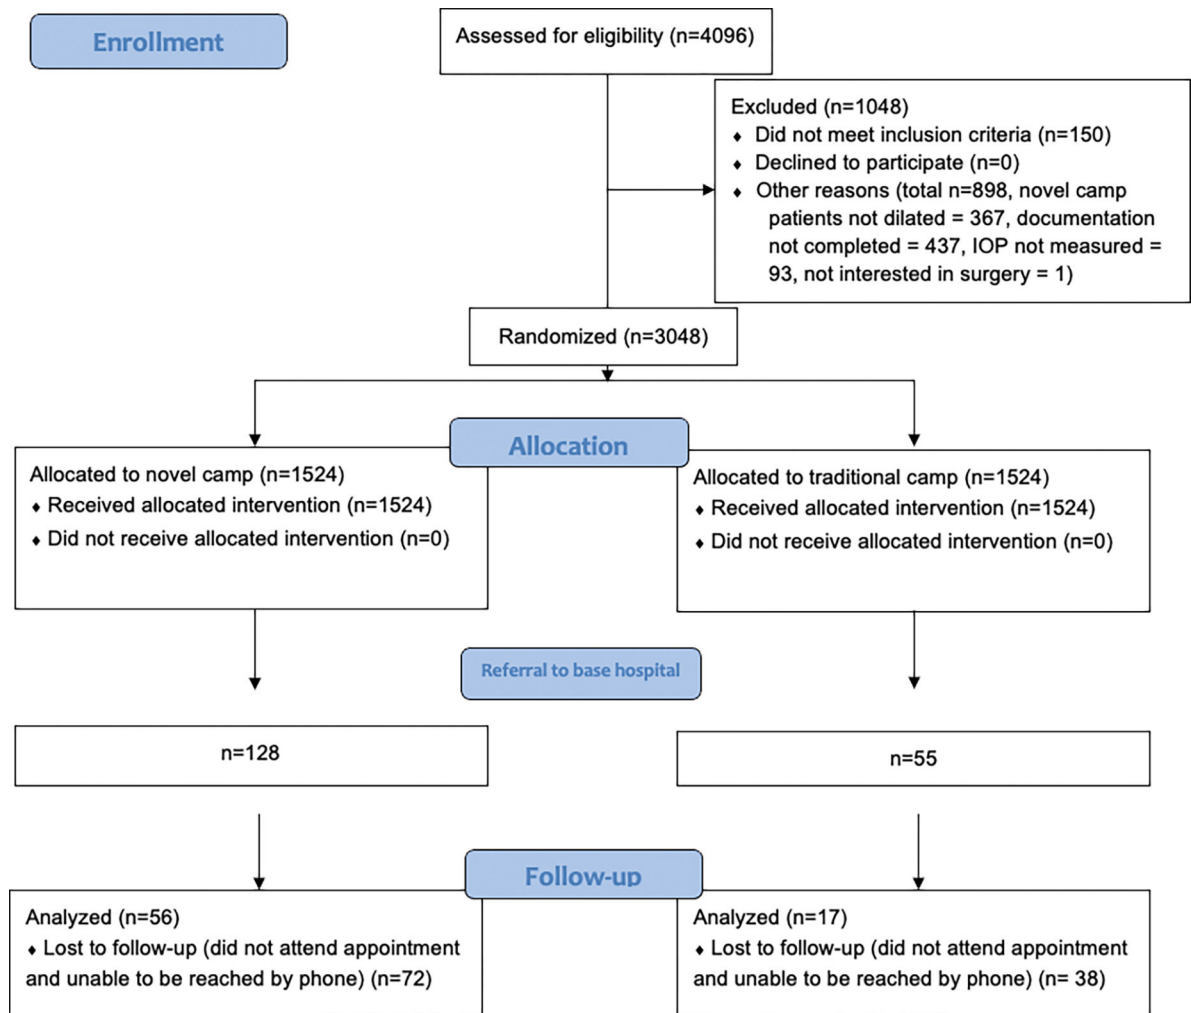 Enrollment
Assessed for eligibility (n=4096)
Excluded (n=1048)
♦ Did not meet inclusion criteria (n=150)
♦ Declined to participate (n=0)
♦ Other reasons (total n=898, novel camp
patients not dilated = 367, documentation
not completed = 437, IOP not measured =
93, not interested in surgery = 1)
Randomized (n=3048)
Allocation
Allocated to novel camp (n=1524)
♦ Received allocated intervention (n=1524)
♦ Did not receive allocated intervention (n=0)
Allocated to traditional camp (n=1524)
♦ Received allocated intervention (n=1524)
♦ Did not receive allocated intervention (n=0)
Referral to base hospital
n=128
n=55
Follow-up
Analyzed (n=56)
♦ Lost to follow-up (did not attend appointment
and unable to be reached by phone) (n=72)
Analyzed (n=17)
♦ Lost to follow-up (did not attend appointment
and unable to be reached by phone) (n= 38)